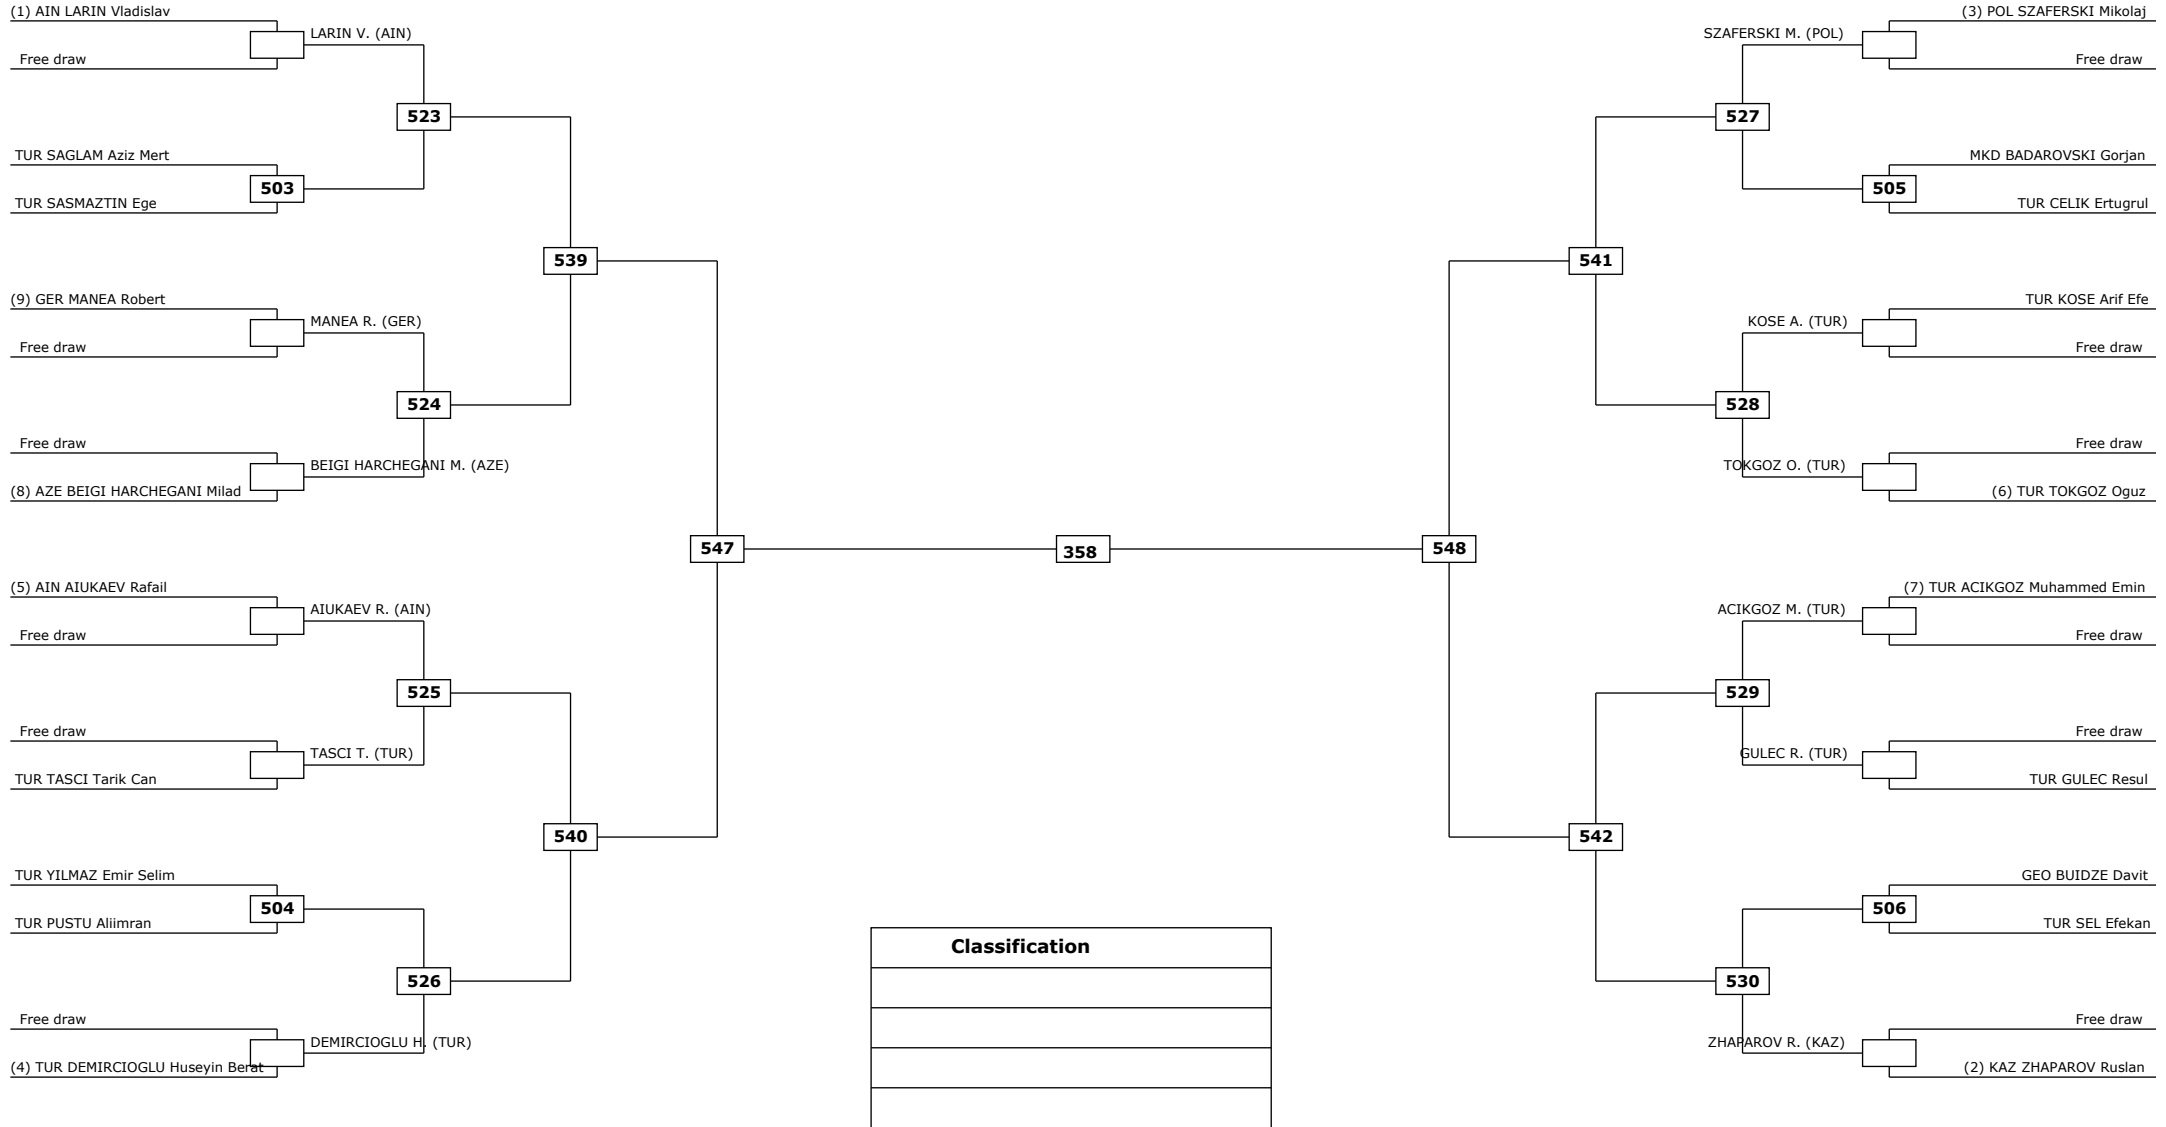 (1) AIN LARIN Vladislav
LARIN V. (AIN)
Free draw
523
TUR SAGLAM Aziz Mert
503
TUR SASMAZTIN Ege
539
(9) GER MANEA Robert
MANEA R. (GER)
Free draw
524
Free draw
BEIGI HARCHEGANI M. (AZE)
(8) AZE BEIGI HARCHEGANI Milad
547
(5) AIN AIUKAEV Rafail
AIUKAEV R. (AIN)
Free draw
525
Free draw
TASCI T. (TUR)
TUR TASCI Tarik Can
540
TUR YILMAZ Emir Selim
504
TUR PUSTU Aliimran
526
Free draw
DEMIRCIOGLU H. (TUR)
(4) TUR DEMIRCIOGLU Huseyin Berat
358
Classification
(3) POL SZAFERSKI Mikolaj
SZAFERSKI M. (POL)
Free draw
527
MKD BADAROVSKI Gorjan
505
TUR CELIK Ertugrul
541
TUR KOSE Arif Efe
KOSE A. (TUR)
Free draw
528
Free draw
TOKGOZ O. (TUR)
(6) TUR TOKGOZ Oguz
548
(7) TUR ACIKGOZ Muhammed Emin
ACIKGOZ M. (TUR)
Free draw
529
Free draw
GULEC R. (TUR)
TUR GULEC Resul
542
GEO BUIDZE Davit
506
TUR SEL Efekan
530
Free draw
ZHAPAROV R. (KAZ)
(2) KAZ ZHAPAROV Ruslan